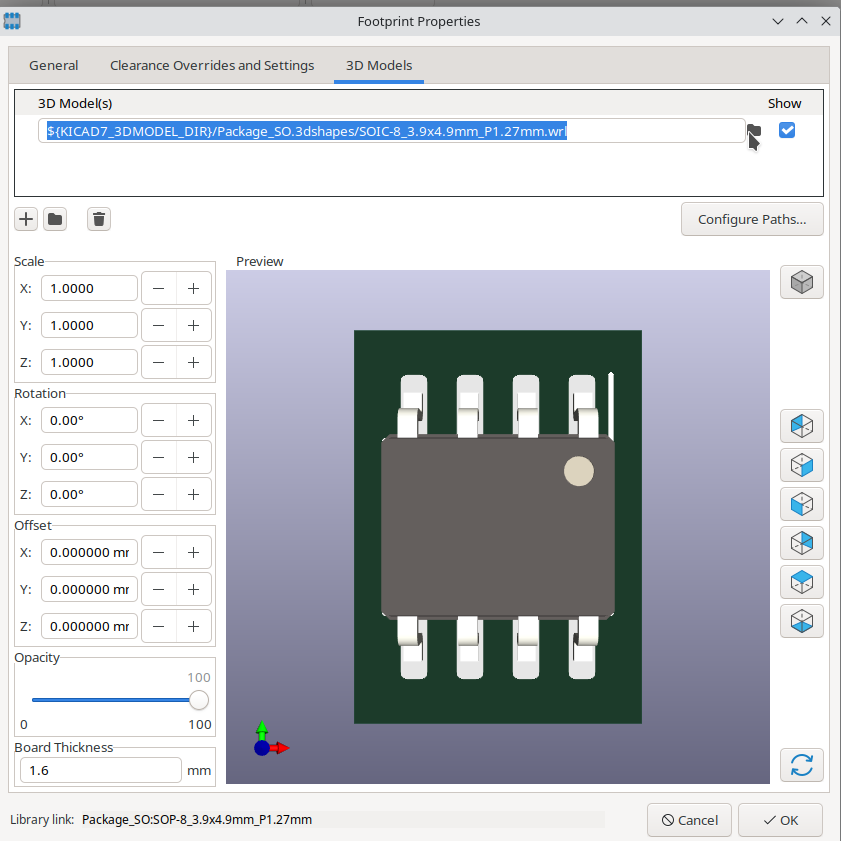 Footprint Properties
General
Clearance Overrides and Settings
3D Models
3D Model(s)
Show
${KICAD7_3DMODEL_DIR}/Package_SO.3dshapes/SOIC-8_3.9x4.9mm_P1.27mm.wrl
Configure Paths...
Scale
X: 1.0000
Y: 1.0000
Z: 1.0000
Rotation
X: 0.00°
Y: 0.00°
Z: 0.00°
Offset
X: 0.000000 mr
Y: 0.000000 mr
Z: 0.000000 mr
Opacity
100
0 100
Board Thickness
1.6 mm
Preview
Library link: Package_SO:SOP-8_3.9x4.9mm_P1.27mm
Cancel
OK